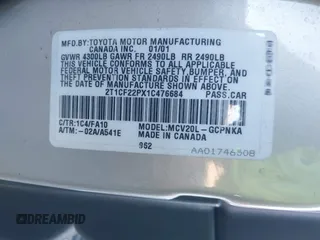 MFD.BY:TOYOTA MOTOR MANUFACTURING
CANADA INC. 01/01
GVWR 4300LB GAWR FR 2490LB RR 2490LB
THIS VEHICLE CONFORMS TO ALL APPLICABLE
FEDERAL MOTOR VEHICLE SAFETY, BUMPER,
AND THEFT PREVENTION STANDARDS IN EFFECT
ON THE DATE OF MANUFACTURE SHOWN ABOVE.
2T1CF22PX1C476684 PASS.CAR
C/TR:1C4/FA10 MODEL:MCV20L-GCPNKA
A/TM:-02A/A541E MADE IN CANADA
9S2
AA0174650B
DREAMBID